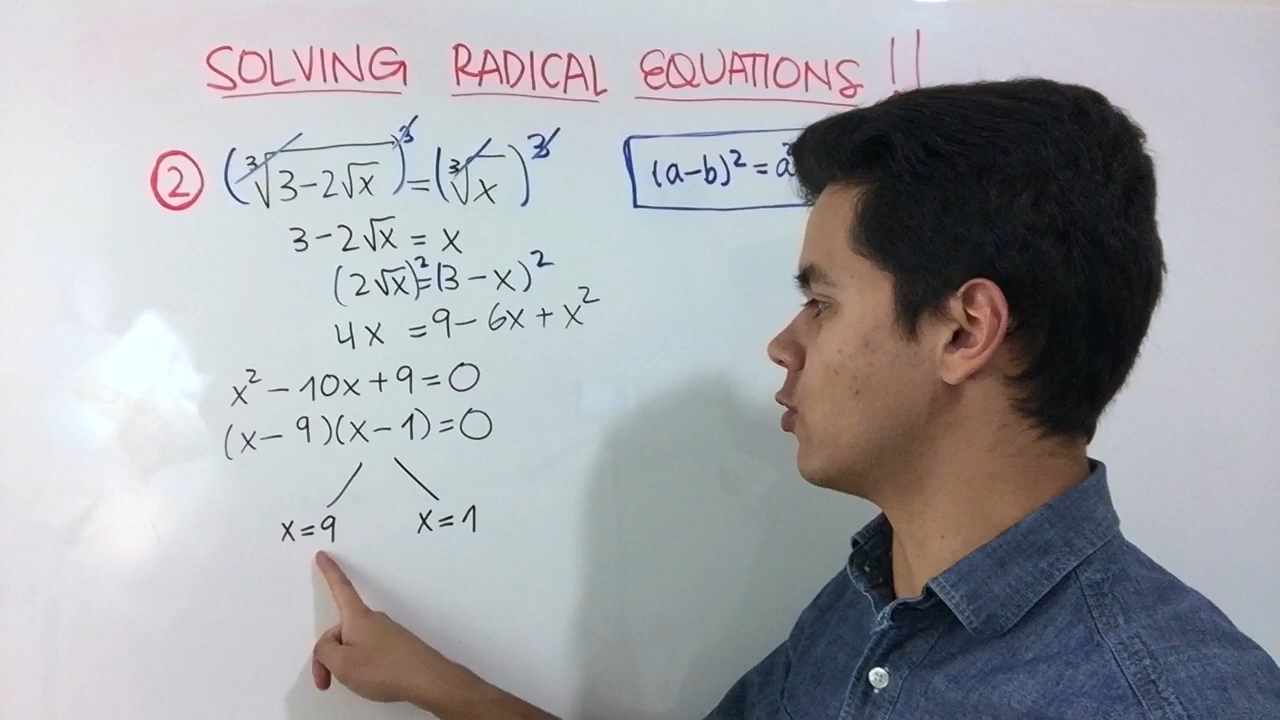 SOLVING RADICAL EQUATIONS !!
② (∛(3-2√x))³ = (∛x)³
(a-b)² = a²
3-2√x = x
(2√x)² = (3-x)²
4x = 9-6x+x²
x²-10x+9=0
(x-9)(x-1)=0
x=9 x=1